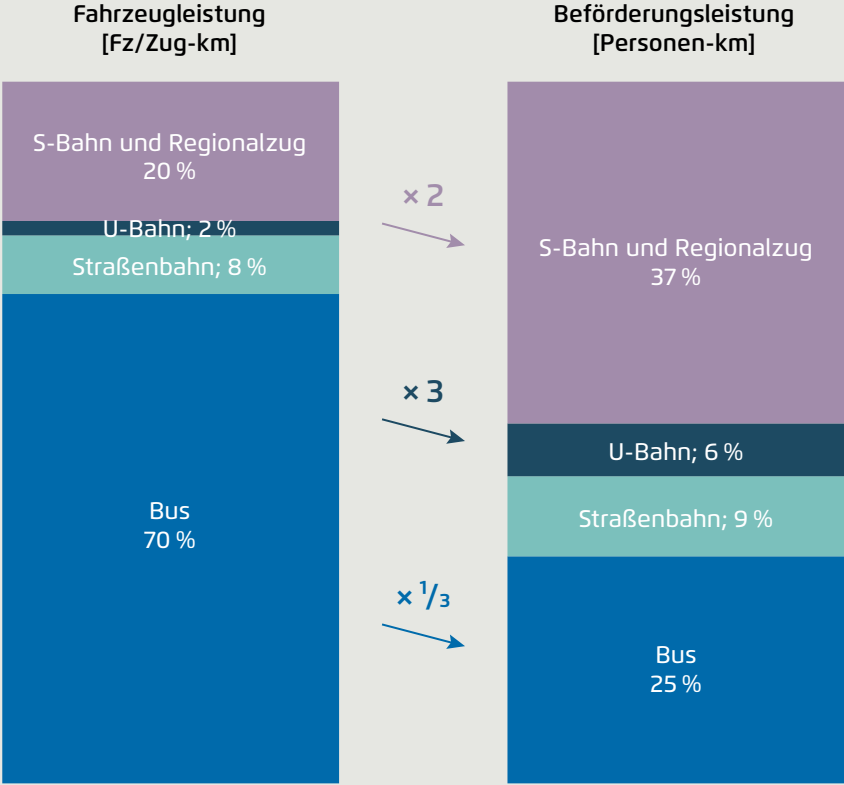 Fahrzeugleistung
[Fz/Zug-km]
S-Bahn und Regionalzug
20 %
U-Bahn; 2 %
Straßenbahn; 8 %
Bus
70 %
× 2
× 3
× 1/3
Beförderungsleistung
[Personen-km]
S-Bahn und Regionalzug
37 %
U-Bahn; 6 %
Straßenbahn; 9 %
Bus
25 %